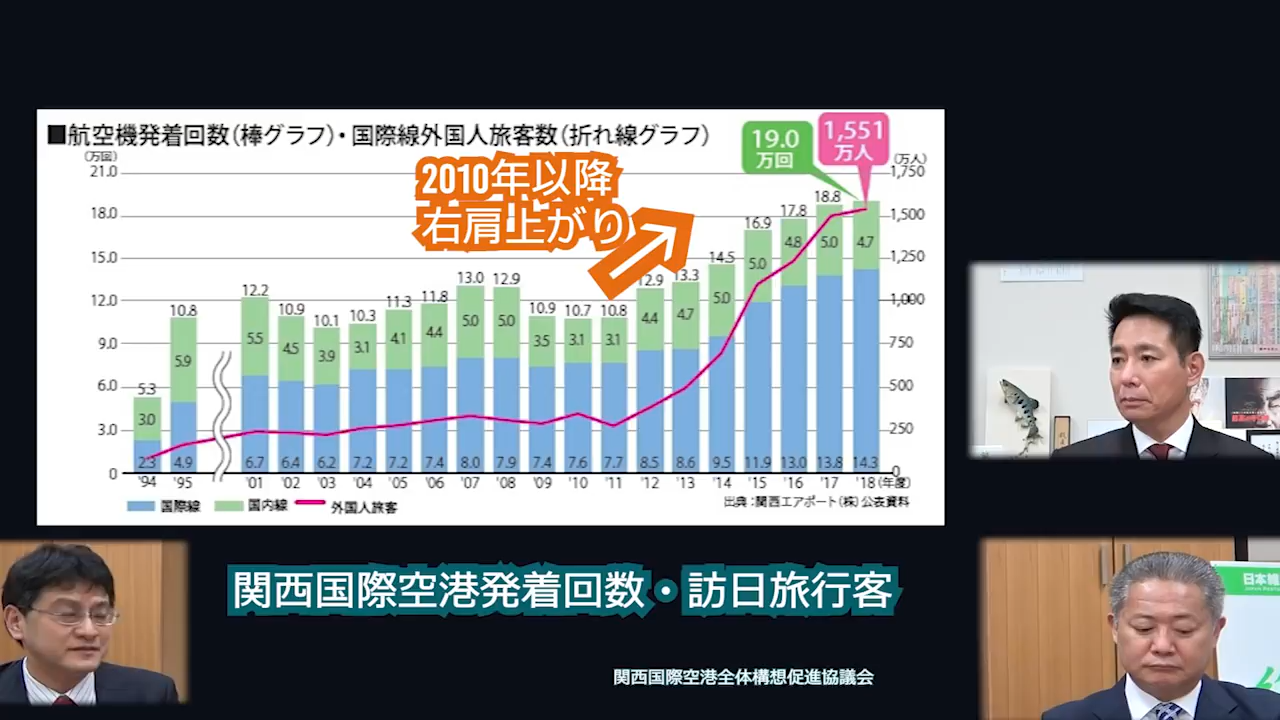 ■航空機発着回数(棒グラフ)・国際線外国人旅客数(折れ線グラフ)
19.0
万回
1,551
万人
(万回)
(万人)
2010年以降
右肩上がり
21.0
18.0
15.0
12.0
9.0
6.0
3.0
0
1,750
1,500
1,250
1,000
750
500
250
0
5.3 10.8 12.2 10.9 10.1 10.3 11.3 11.8 13.0 12.9 10.9 10.7 10.8 12.9 13.3 14.5 16.9 17.8 18.8
3.0 5.9 5.5 4.5 3.9 3.1 4.1 4.4 5.0 5.0 3.5 3.1 3.1 4.4 4.7 5.0 5.0 4.8 5.0 4.7
2.3 4.9 6.7 6.4 6.2 7.2 7.2 7.4 8.0 7.9 7.4 7.6 7.7 8.5 8.6 9.5 11.9 13.0 13.8 14.3
'94 '95 '01 '02 '03 '04 '05 '06 '07 '08 '09 '10 '11 '12 '13 '14 '15 '16 '17 '18(年度)
国際線 国内線 外国人旅客
出典:関西エアポート(株)公表資料
関西国際空港発着回数・訪日旅行客
関西国際空港全体構想促進協議会
日本維